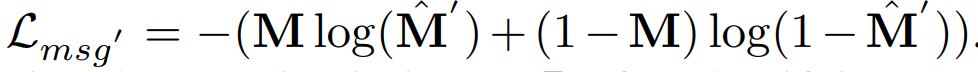 ℒ_{msg′} = −(M log(M̂′) + (1 − M) log(1 − M̂′)).